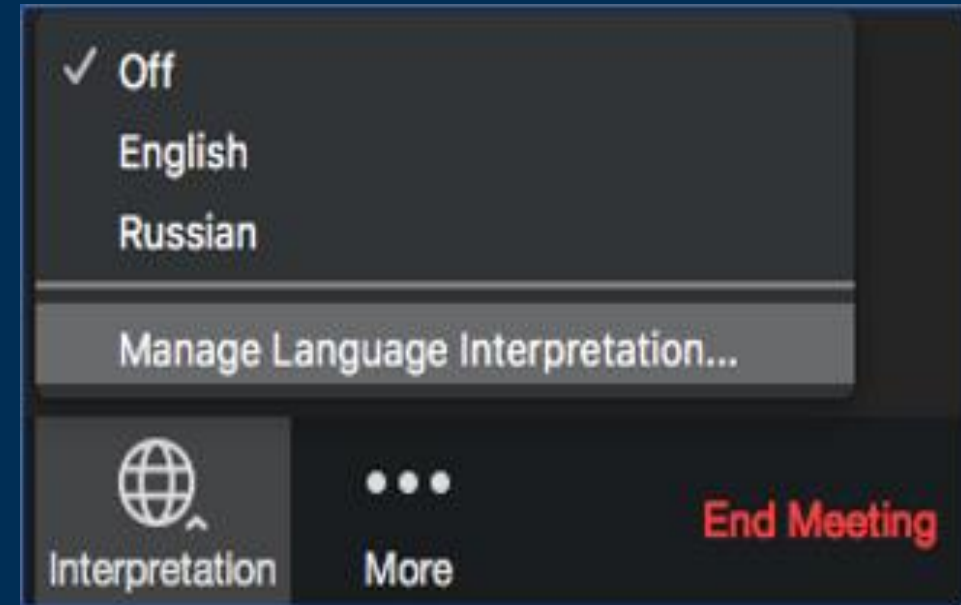 ✓ Off
English
Russian
Manage Language Interpretation...
Interpretation
More
End Meeting